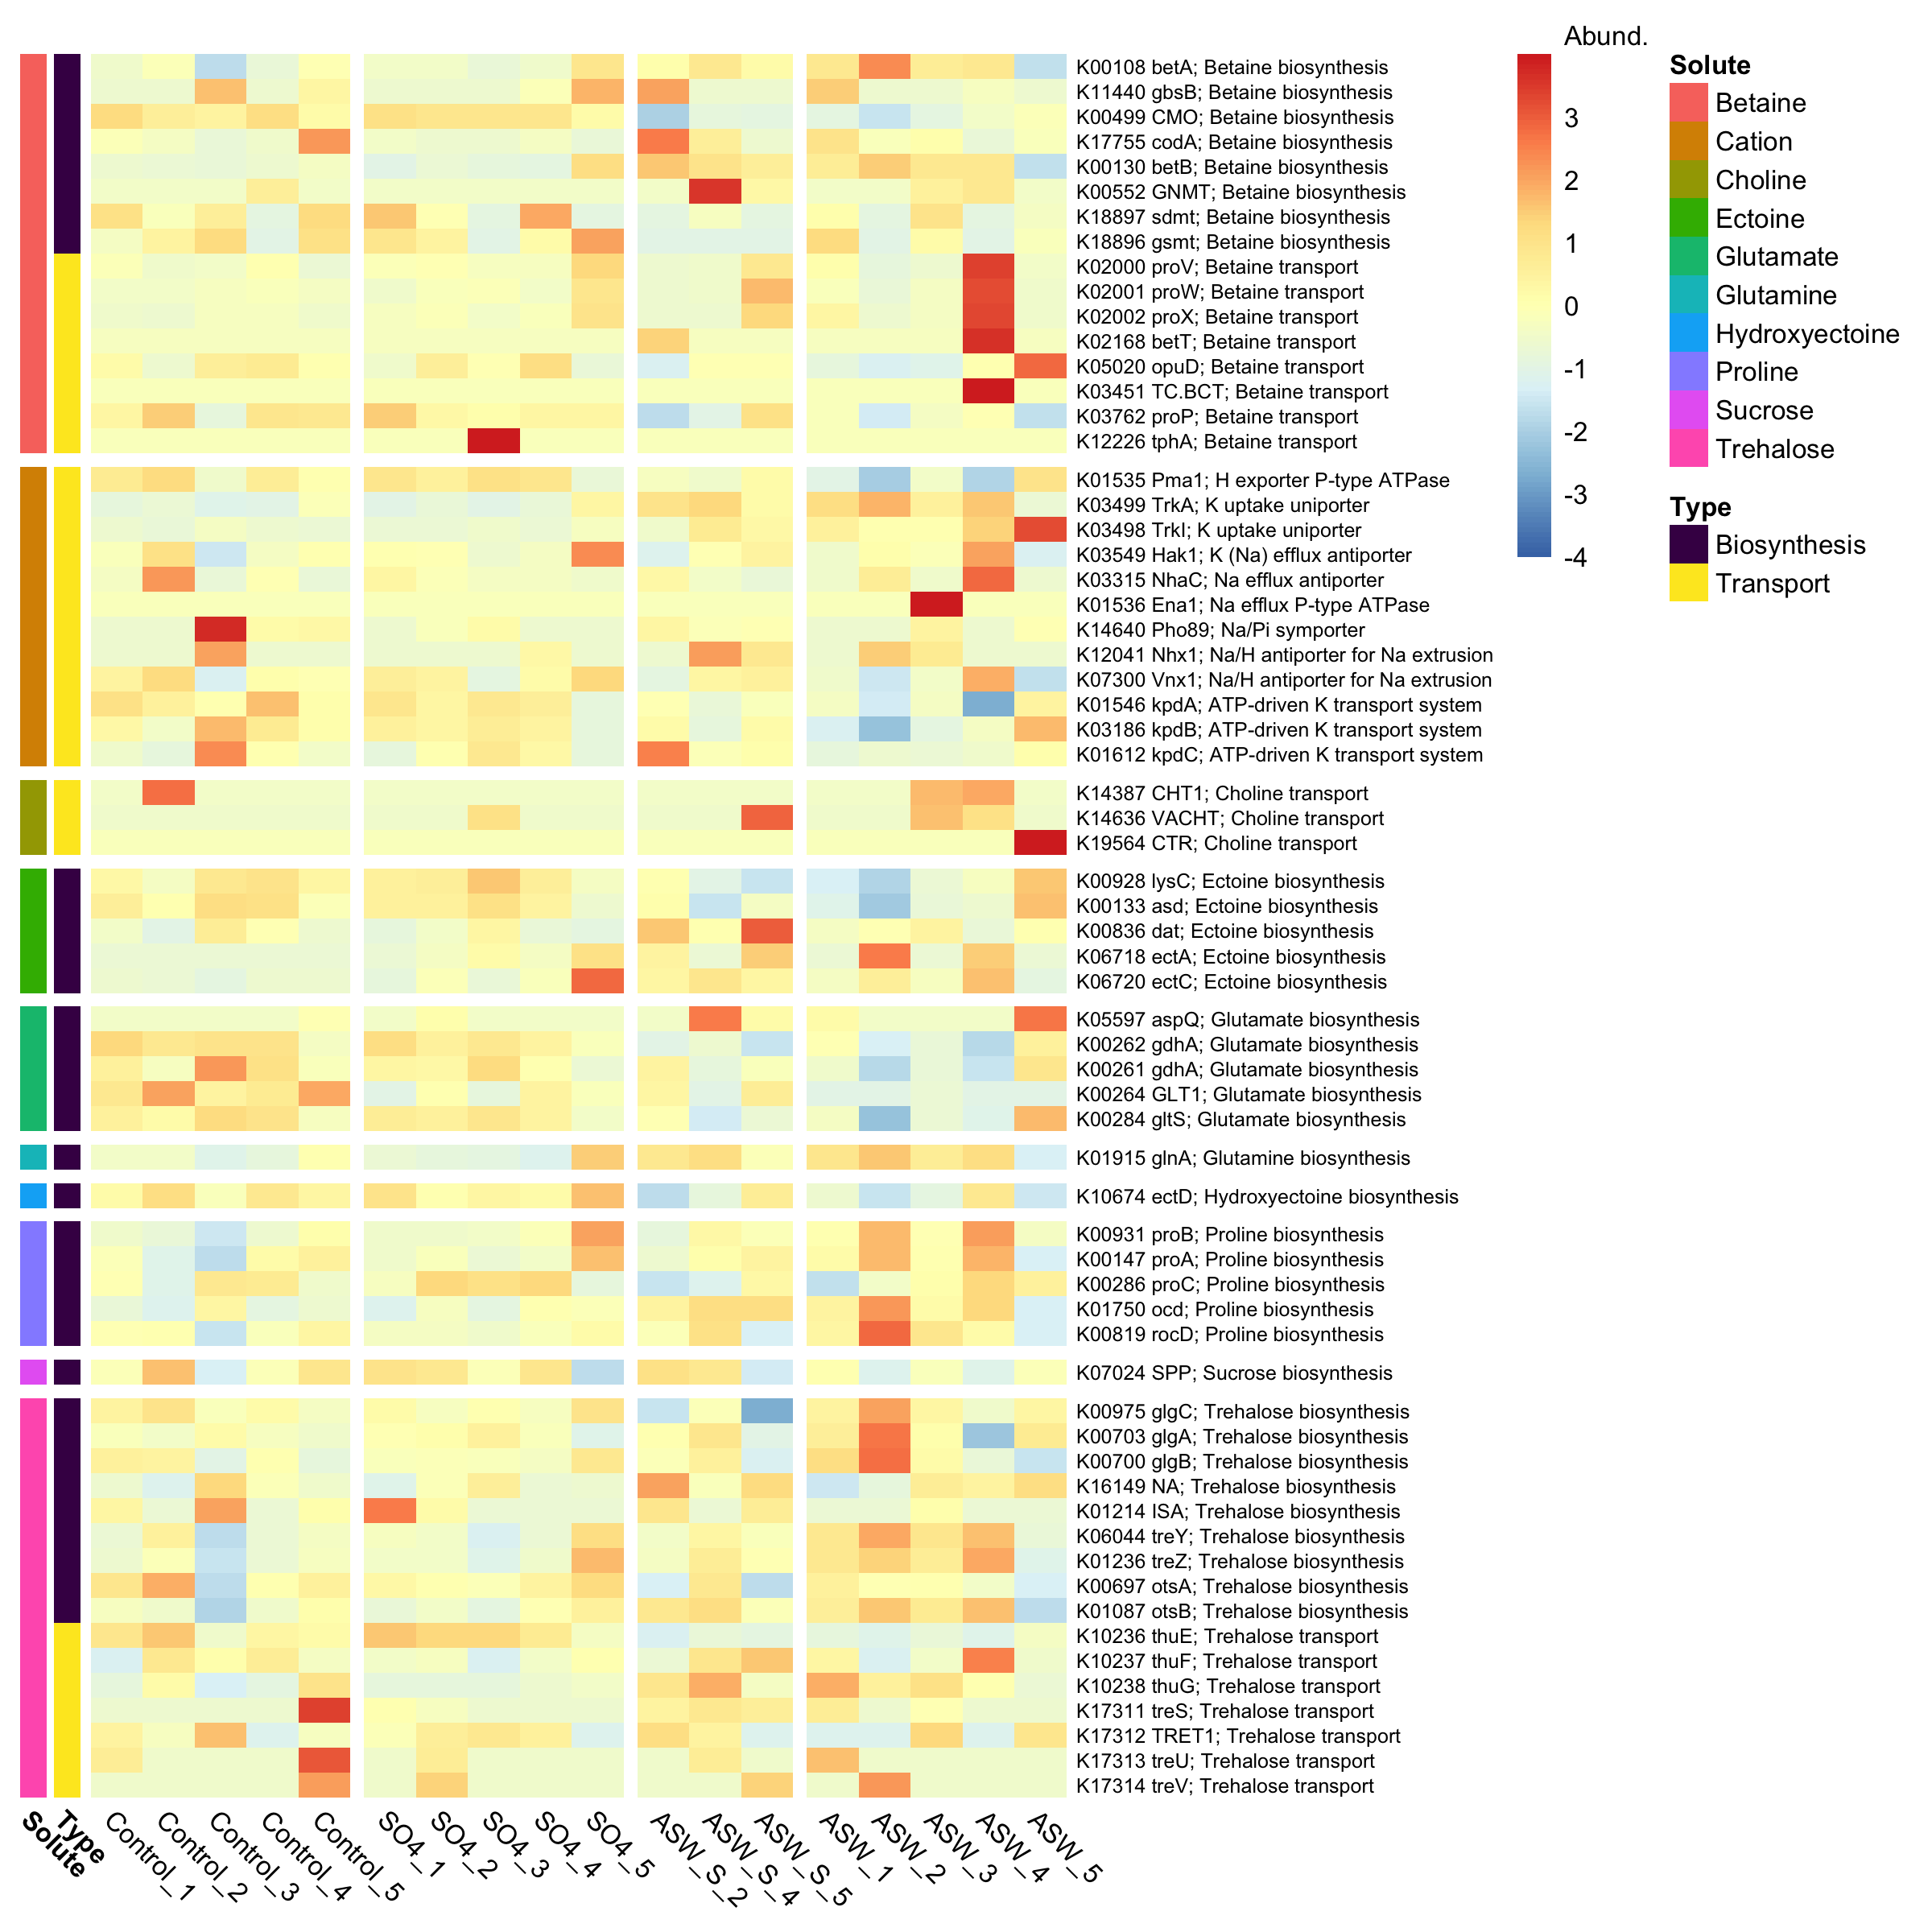 Abund.
3
2
1
0
-1
-2
-3
-4
Solute
Betaine
Cation
Choline
Ectoine
Glutamate
Glutamine
Hydroxyectoine
Proline
Sucrose
Trehalose
Type
Biosynthesis
Transport
K00108 betA; Betaine biosynthesis
K11440 gbsB; Betaine biosynthesis
K00499 CMO; Betaine biosynthesis
K17755 codA; Betaine biosynthesis
K00130 betB; Betaine biosynthesis
K00552 GNMT; Betaine biosynthesis
K18897 sdmt; Betaine biosynthesis
K18896 gsmt; Betaine biosynthesis
K02000 proV; Betaine transport
K02001 proW; Betaine transport
K02002 proX; Betaine transport
K02168 betT; Betaine transport
K05020 opuD; Betaine transport
K03451 TC.BCT; Betaine transport
K03762 proP; Betaine transport
K12226 tphA; Betaine transport
K01535 Pma1; H exporter P-type ATPase
K03499 TrkA; K uptake uniporter
K03498 TrkI; K uptake uniporter
K03549 Hak1; K (Na) efflux antiporter
K03315 NhaC; Na efflux antiporter
K01536 Ena1; Na efflux P-type ATPase
K14640 Pho89; Na/Pi symporter
K12041 Nhx1; Na/H antiporter for Na extrusion
K07300 Vnx1; Na/H antiporter for Na extrusion
K01546 kpdA; ATP-driven K transport system
K03186 kpdB; ATP-driven K transport system
K01612 kpdC; ATP-driven K transport system
K14387 CHT1; Choline transport
K14636 VACHT; Choline transport
K19564 CTR; Choline transport
K00928 lysC; Ectoine biosynthesis
K00133 asd; Ectoine biosynthesis
K00836 dat; Ectoine biosynthesis
K06718 ectA; Ectoine biosynthesis
K06720 ectC; Ectoine biosynthesis
K05597 aspQ; Glutamate biosynthesis
K00262 gdhA; Glutamate biosynthesis
K00261 gdhA; Glutamate biosynthesis
K00264 GLT1; Glutamate biosynthesis
K00284 gltS; Glutamate biosynthesis
K01915 glnA; Glutamine biosynthesis
K10674 ectD; Hydroxyectoine biosynthesis
K00931 proB; Proline biosynthesis
K00147 proA; Proline biosynthesis
K00286 proC; Proline biosynthesis
K01750 ocd; Proline biosynthesis
K00819 rocD; Proline biosynthesis
K07024 SPP; Sucrose biosynthesis
K00975 glgC; Trehalose biosynthesis
K00703 glgA; Trehalose biosynthesis
K00700 glgB; Trehalose biosynthesis
K16149 NA; Trehalose biosynthesis
K01214 ISA; Trehalose biosynthesis
K06044 treY; Trehalose biosynthesis
K01236 treZ; Trehalose biosynthesis
K00697 otsA; Trehalose biosynthesis
K01087 otsB; Trehalose biosynthesis
K10236 thuE; Trehalose transport
K10237 thuF; Trehalose transport
K10238 thuG; Trehalose transport
K17311 treS; Trehalose transport
K17312 TRET1; Trehalose transport
K17313 treU; Trehalose transport
K17314 treV; Trehalose transport
Solute
Type
Control_1
Control_2
Control_3
Control_4
Control_5
SO4_1
SO4_2
SO4_3
SO4_4
SO4_5
ASW_S_2
ASW_S_4
ASW_S_5
ASW_1
ASW_2
ASW_3
ASW_4
ASW_5